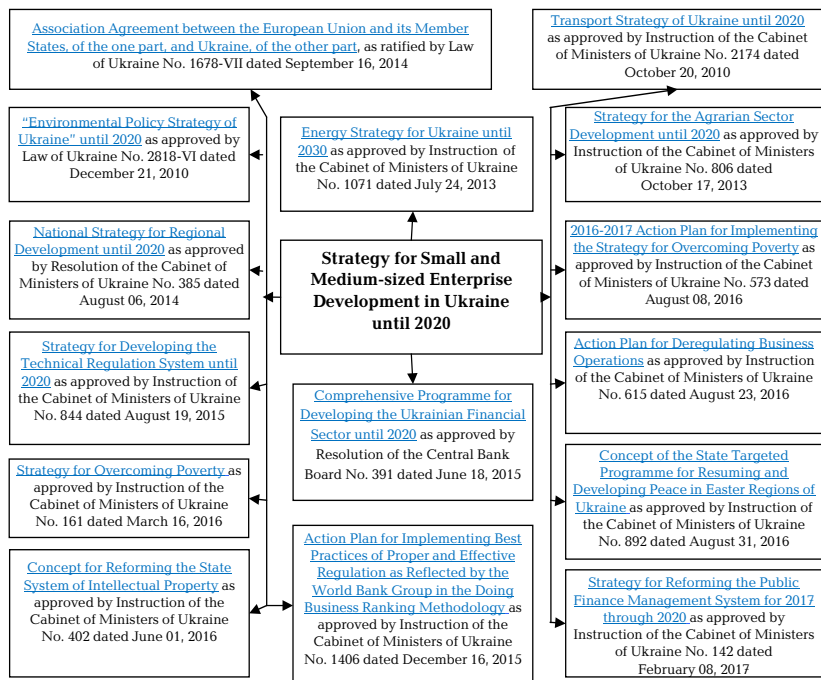 Association Agreement between the European Union and its Member
States, of the one part, and Ukraine, of the other part, as ratified by Law
of Ukraine No. 1678-VII dated September 16, 2014
Transport Strategy of Ukraine until 2020
as approved by Instruction of the Cabinet
of Ministers of Ukraine No. 2174 dated
October 20, 2010
“Environmental Policy Strategy of
Ukraine” until 2020 as approved by
Law of Ukraine No. 2818-VI dated
December 21, 2010
Energy Strategy for Ukraine until
2030 as approved by Instruction of
the Cabinet of Ministers of Ukraine
No. 1071 dated July 24, 2013
Strategy for the Agrarian Sector
Development until 2020 as approved by
Instruction of the Cabinet of Ministers
of Ukraine No. 806 dated
October 17, 2013
National Strategy for Regional
Development until 2020 as approved
by Resolution of the Cabinet of
Ministers of Ukraine No. 385 dated
August 06, 2014
Strategy for Small and
Medium-sized Enterprise
Development in Ukraine
until 2020
2016-2017 Action Plan for Implementing
the Strategy for Overcoming Poverty as
approved by Instruction of the Cabinet
of Ministers of Ukraine No. 573 dated
August 08, 2016
Strategy for Developing the
Technical Regulation System until
2020 as approved by Instruction of
the Cabinet of Ministers of Ukraine
No. 844 dated August 19, 2015
Comprehensive Programme for
Developing the Ukrainian Financial
Sector until 2020 as approved by
Resolution of the Central Bank
Board No. 391 dated June 18, 2015
Action Plan for Deregulating Business
Operations as approved by Instruction
of the Cabinet of Ministers of Ukraine
No. 615 dated August 23, 2016
Strategy for Overcoming Poverty as
approved by Instruction of the
Cabinet of Ministers of Ukraine
No. 161 dated March 16, 2016
Concept of the State Targeted
Programme for Resuming and
Developing Peace in Easter Regions of
Ukraine as approved by Instruction of
the Cabinet of Ministers of Ukraine
No. 892 dated August 31, 2016
Concept for Reforming the State
System of Intellectual Property as
approved by Instruction of the
Cabinet of Ministers of Ukraine
No. 402 dated June 01, 2016
Action Plan for Implementing Best
Practices of Proper and Effective
Regulation as Reflected by the
World Bank Group in the Doing
Business Ranking Methodology as
approved by Instruction of the
Cabinet of Ministers of Ukraine
No. 1406 dated December 16, 2015
Strategy for Reforming the Public
Finance Management System for 2017
through 2020 as approved by
Instruction of the Cabinet of Ministers
of Ukraine No. 142 dated
February 08, 2017